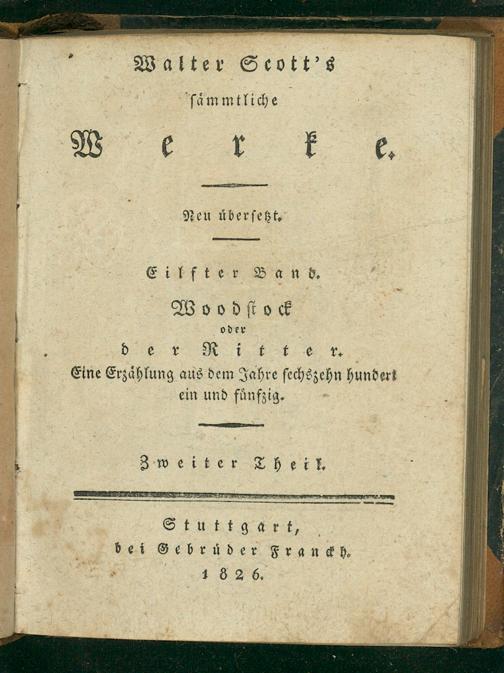 Walter Scott's
sämmtliche
Werke.
Neu übersetzt.
Eilfter Band.
Woodstock
oder
der Ritter.
Eine Erzählung aus dem Jahre sechszehn hundert
ein und fünfzig.
Zweiter Theil.
Stuttgart,
bei Gebrüder Franckh.
1826.